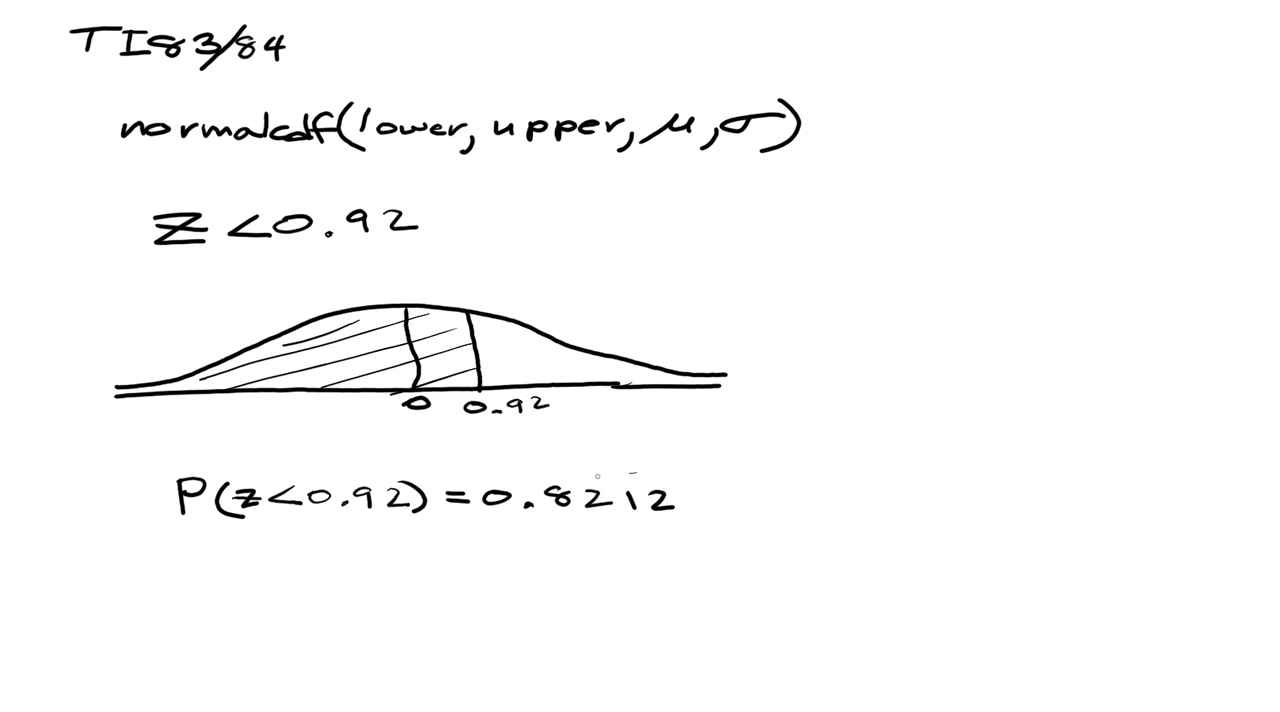 TI83/84
normalcdf(lower, upper, μ, σ)
Z < 0.92
0 0.92
P(z < 0.92) = 0.8212